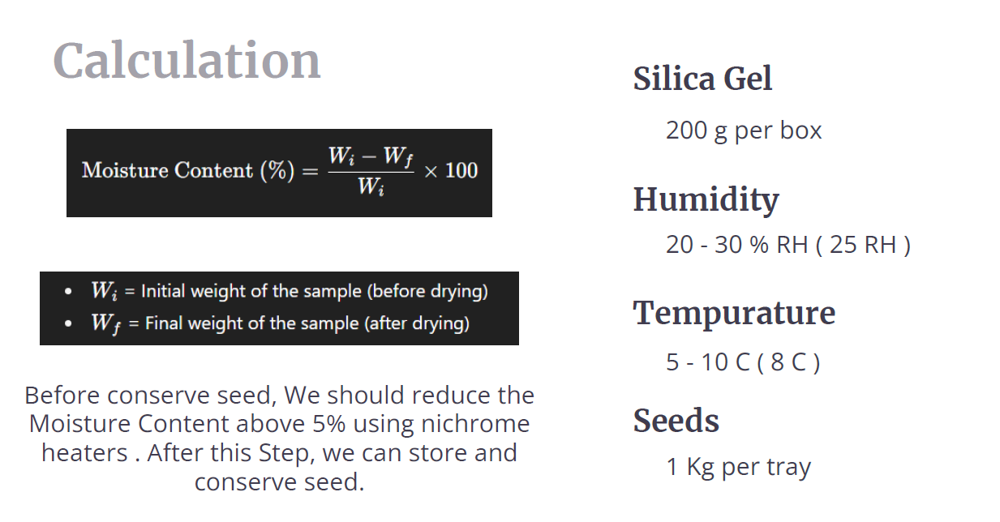 Calculation
Moisture Content (%) = \frac{W_i − W_f}{W_i} × 100
• W_i = Initial weight of the sample (before drying)
• W_f = Final weight of the sample (after drying)
Before conserve seed, We should reduce the
Moisture Content above 5% using nichrome
heaters . After this Step, we can store and
conserve seed.
Silica Gel
200 g per box
Humidity
20 - 30 % RH ( 25 RH )
Tempurature
5 - 10 C ( 8 C )
Seeds
1 Kg per tray